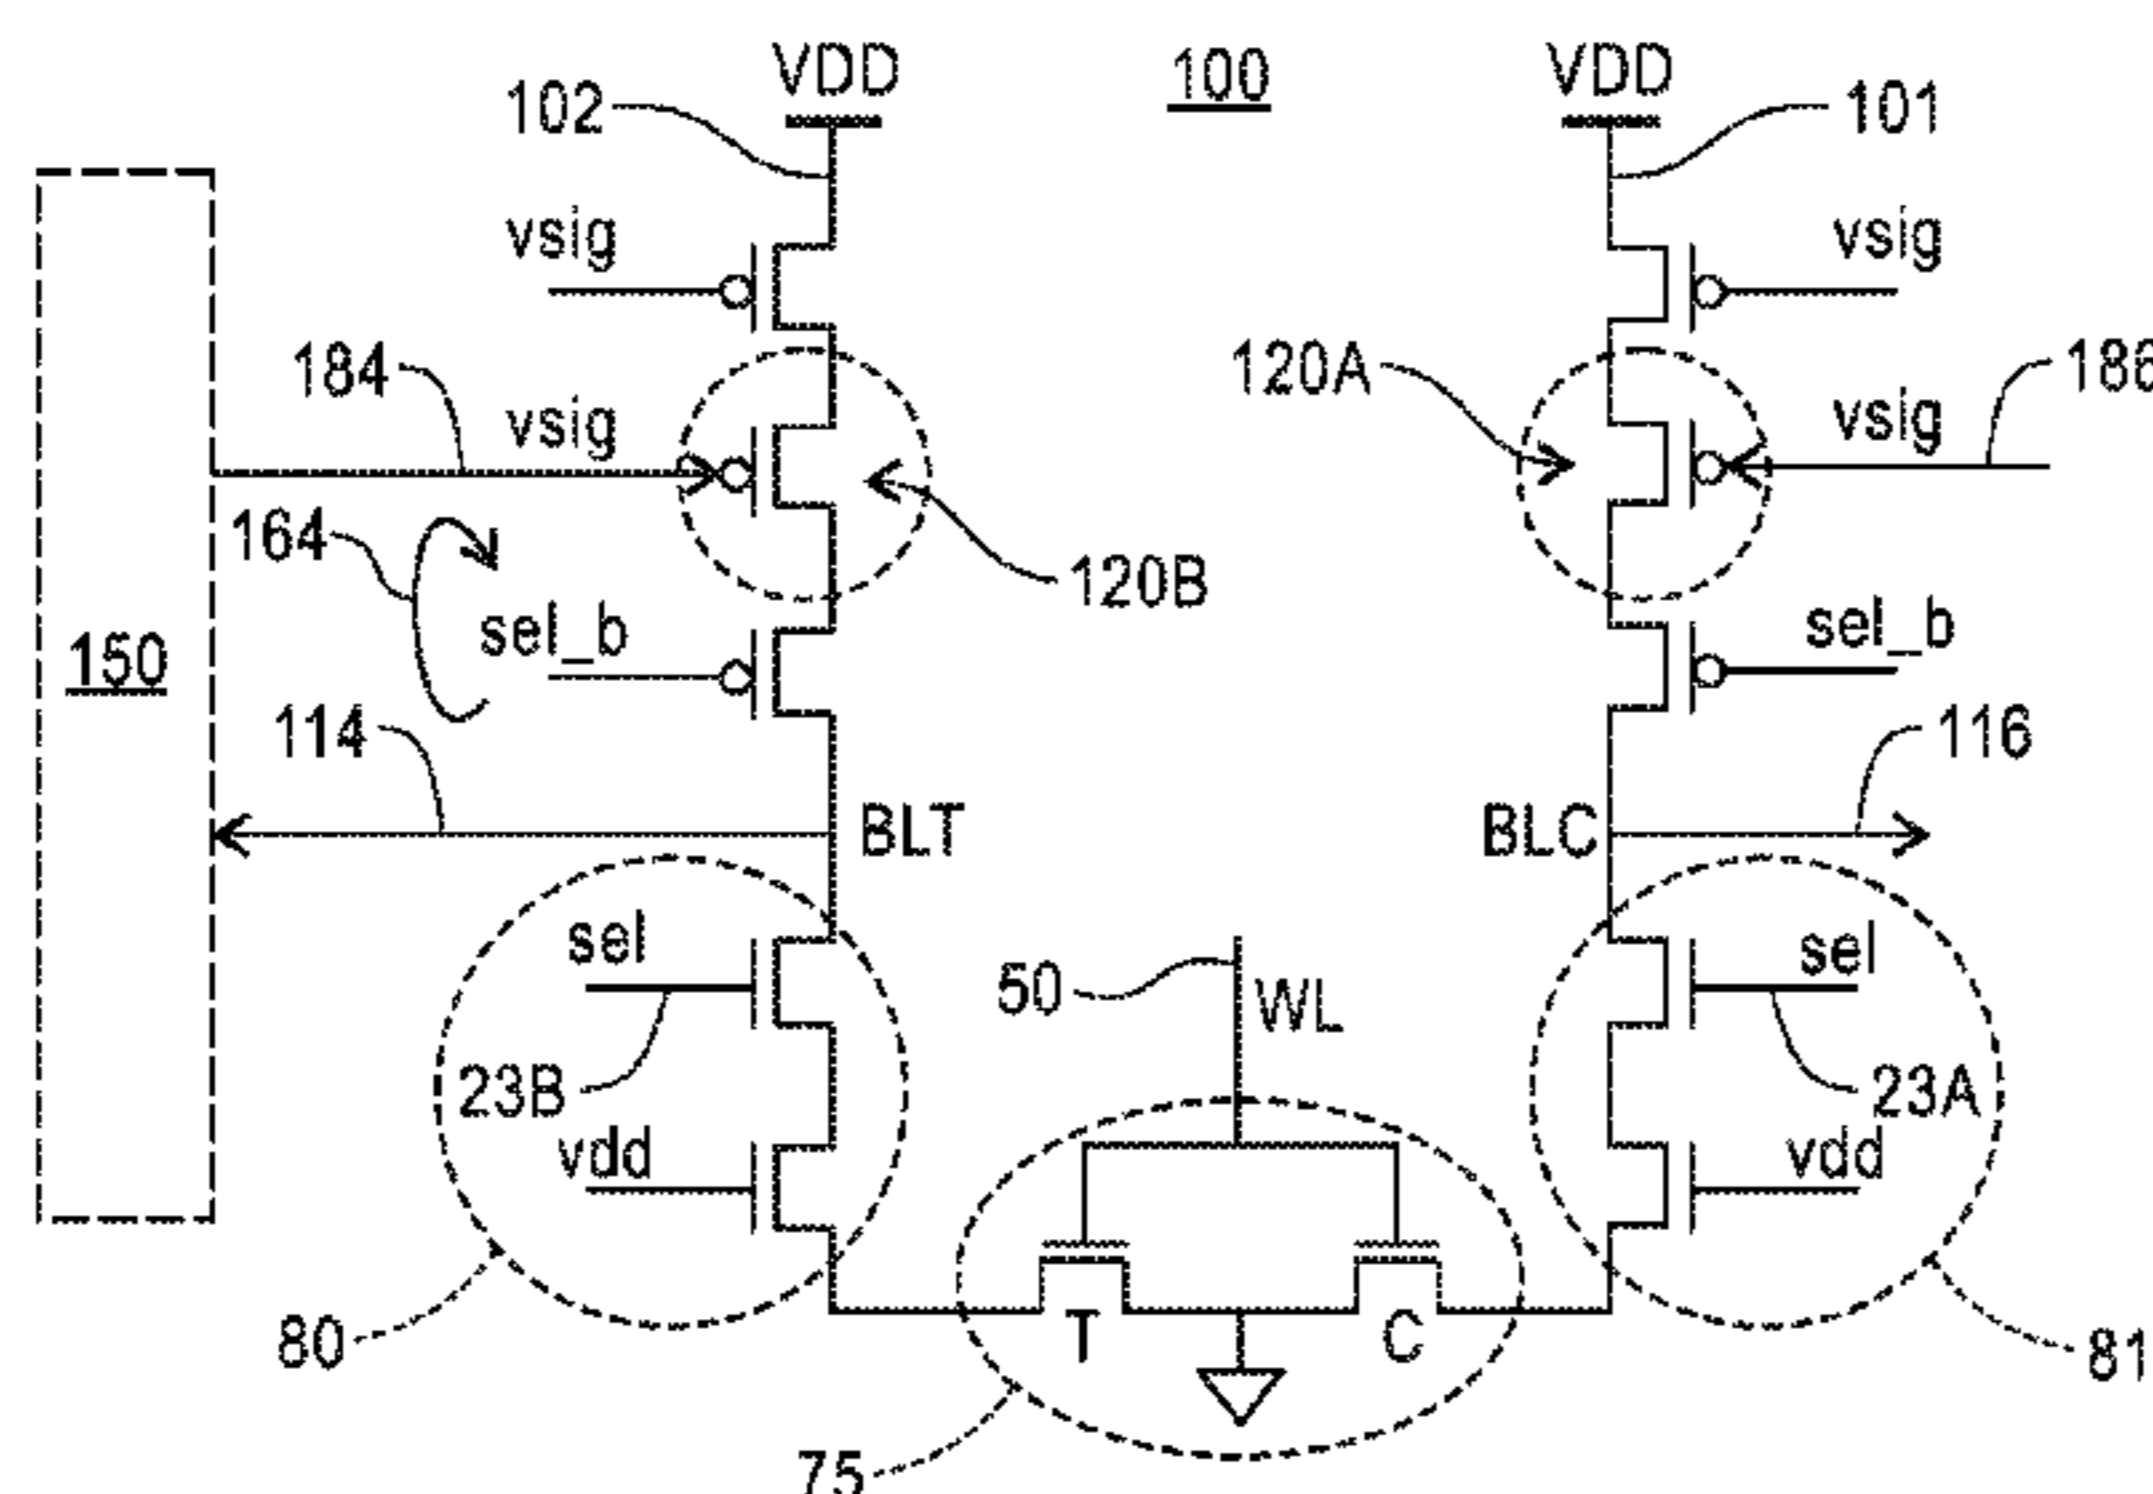 VDD 100 VDD
102 101
vsig vsig
184 120A 186
vsig vsig
164 120B
sel_b sel_b
150
114 116
BLT BLC
sel sel
50 WL
23B 23A
vdd vdd
80 T C 81
75